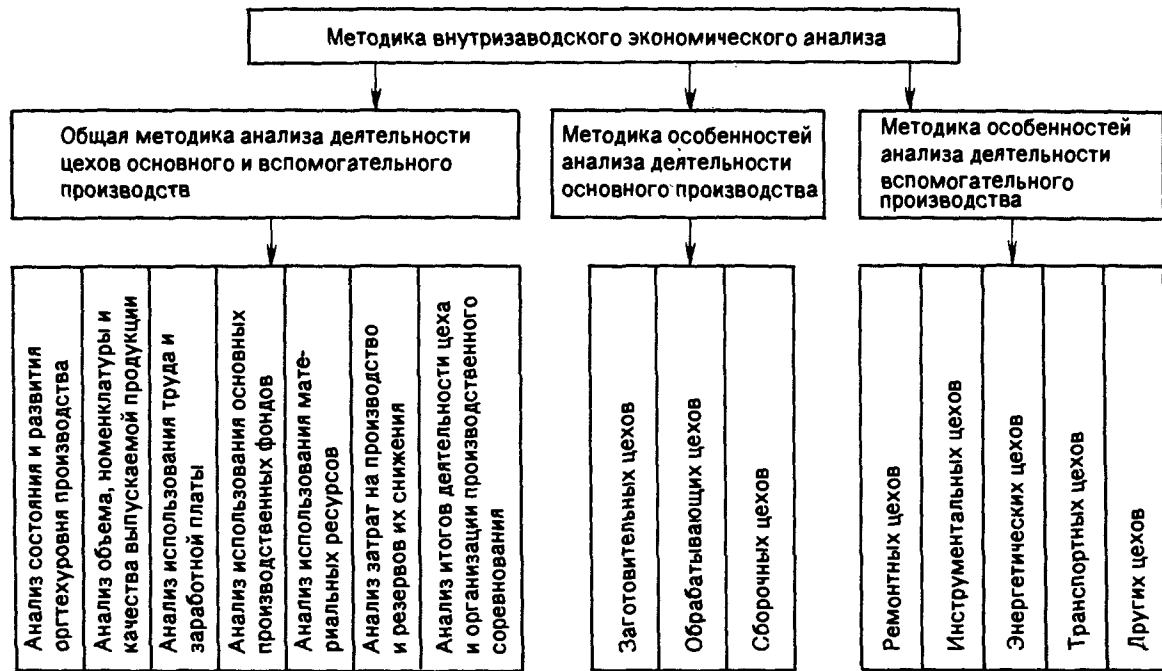 Методика внутризаводского экономического анализа
Общая методика анализа деятельности
цехов основного и вспомогательного
производств
Методика особенностей
анализа деятельности
основного производства
Методика особенностей
анализа деятельности
вспомогательного
производства
Анализ состояния и развития
оргтехуровня производства
Анализ объема, номенклатуры и
качества выпускаемой продукции
Анализ использования труда и
заработной платы
Анализ использования основных
производственных фондов
Анализ использования мате-
риальных ресурсов
Анализ затрат на производство
и резервов их снижения
Анализ итогов деятельности цеха
и организации производственного
соревнования
Заготовительных цехов
Обрабатывающих цехов
Сборочных цехов
Ремонтных цехов
Инструментальных цехов
Энергетических цехов
Транспортных цехов
Других цехов